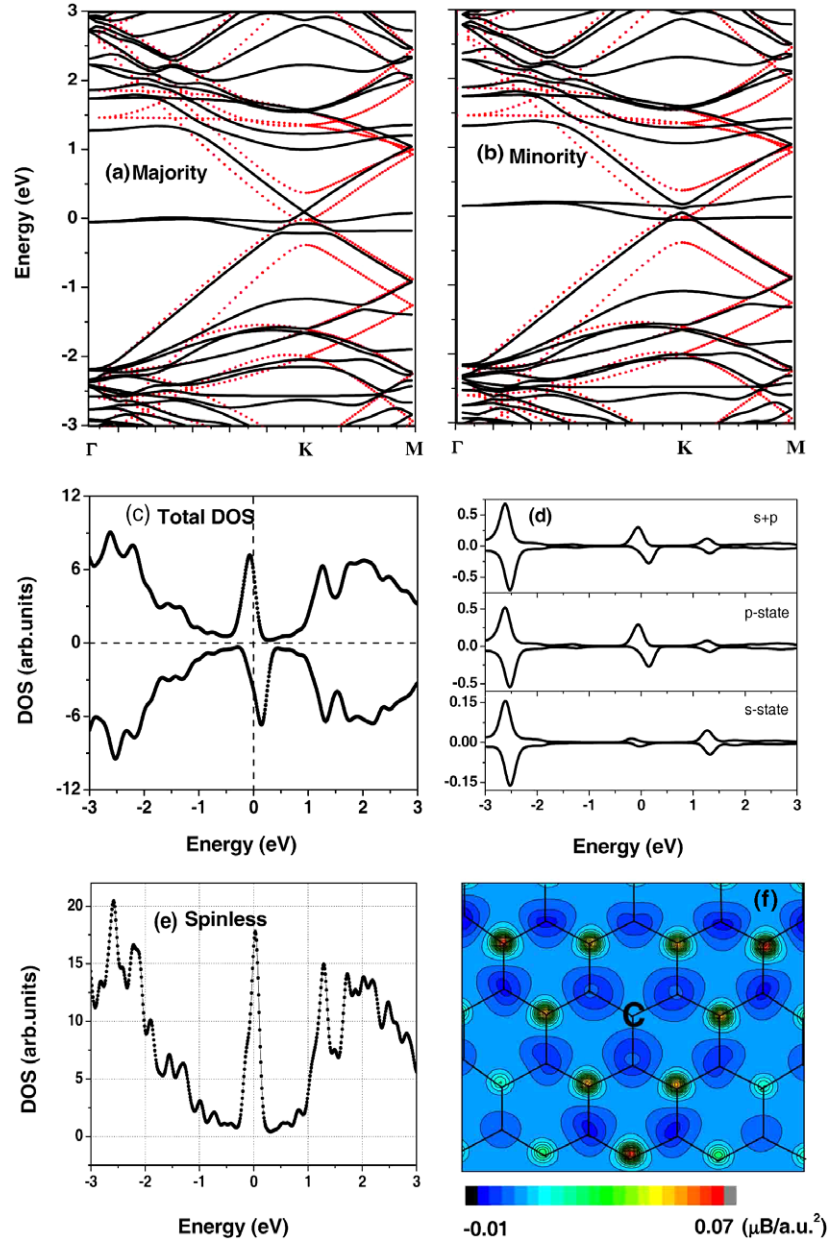 3
2
1
0
-1
-2
-3
Energy (eV)
(a) Majority
Γ K M
(b) Minority
Γ K M
12
6
0
-6
-12
DOS (arb.units)
(c) Total DOS
-3 -2 -1 0 1 2 3
Energy (eV)
(d)
s+p
0.5
0.0
-0.5
p-state
0.5
0.0
-0.5
s-state
0.15
0.00
-0.15
-3 -2 -1 0 1 2 3
Energy (eV)
20
15
10
5
0
DOS (arb.units)
(e) Spinless
-3 -2 -1 0 1 2 3
Energy (eV)
(f)
C
-0.01 0.07 (μB/a.u.²)